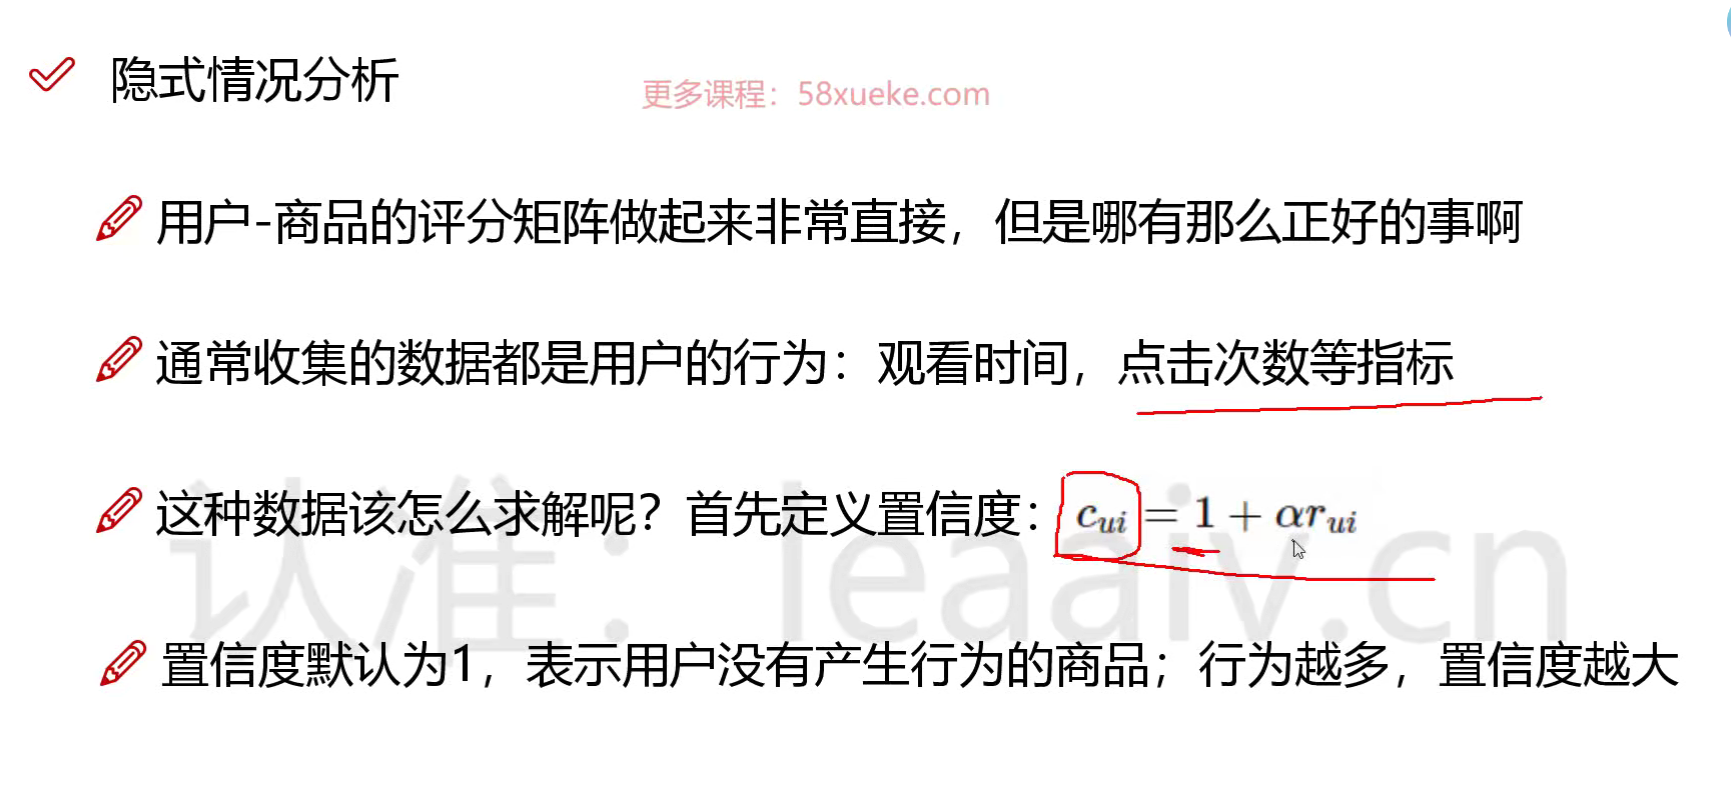 隐式情况分析
更多课程：58xueke.com
用户-商品的评分矩阵做起来非常直接，但是哪有那么正好的事啊
通常收集的数据都是用户的行为：观看时间，点击次数等指标
这种数据该怎么求解呢？首先定义置信度：c_{ui} = 1 + αr_{ui}
认准：leaaiv.cn
置信度默认为1，表示用户没有产生行为的商品；行为越多，置信度越大